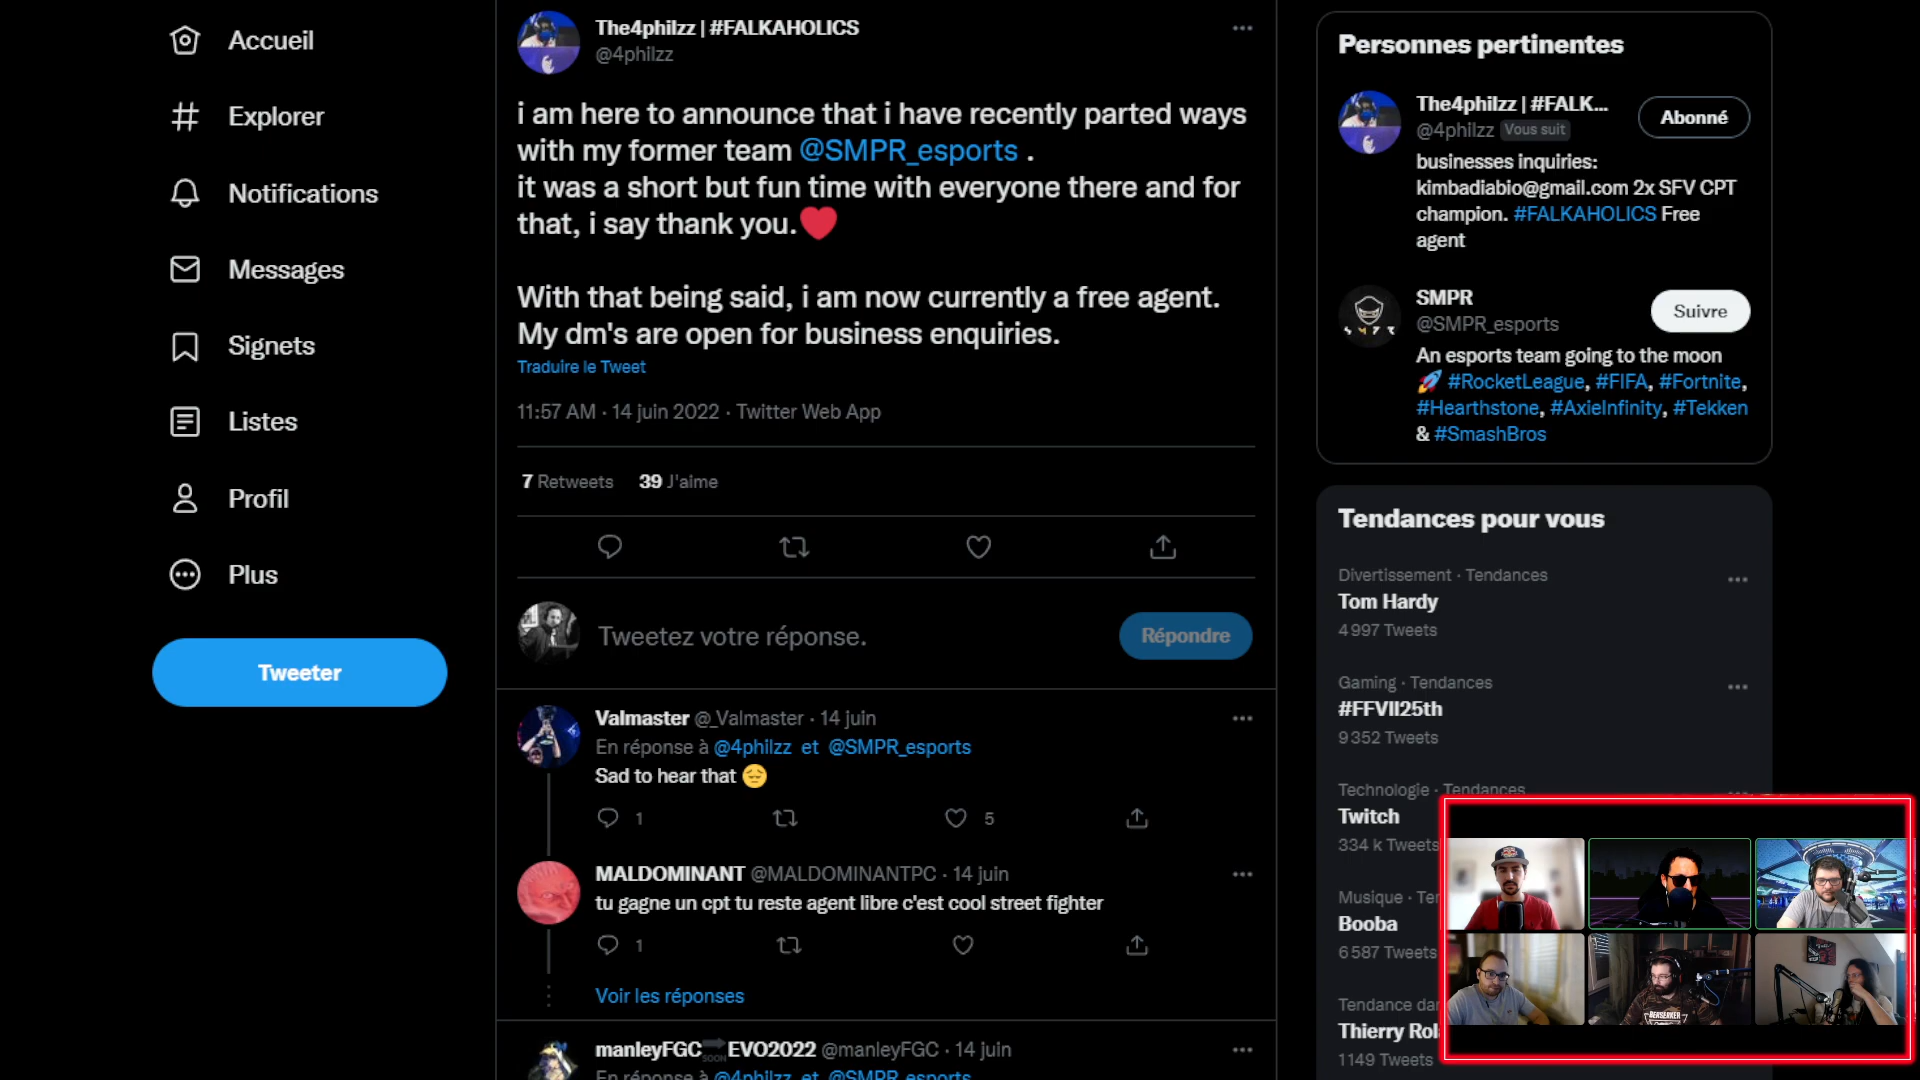 Accueil
Explorer
Notifications
Messages
Signets
Listes
Profil
Plus
Tweeter
The4philzz | #FALKAHOLICS
@4philzz
i am here to announce that i have recently parted ways
with my former team @SMPR_esports .
it was a short but fun time with everyone there and for
that, i say thank you.❤️
With that being said, i am now currently a free agent.
My dm's are open for business enquiries.
Traduire le Tweet
11:57 AM · 14 juin 2022 · Twitter Web App
7 Retweets 39 J'aime
Tweetez votre réponse.
Répondre
Valmaster @_Valmaster · 14 juin
En réponse à @4philzz et @SMPR_esports
Sad to hear that 😔
1
5
MALDOMINANT @MALDOMINANTPC · 14 juin
tu gagne un cpt tu reste agent libre c'est cool street fighter
1
Voir les réponses
manleyFGC SOON EVO2022 @manleyFGC · 14 juin
En réponse à @4philzz et @SMPR_esports
Personnes pertinentes
The4philzz | #FALK...
@4philzz Vous suit
Abonné
businesses inquiries:
kimbadiabio@gmail.com 2x SFV CPT
champion. #FALKAHOLICS Free
agent
SMPR
@SMPR_esports
Suivre
An esports team going to the moon
🚀 #RocketLeague, #FIFA, #Fortnite,
#Hearthstone, #AxieInfinity, #Tekken
& #SmashBros
Tendances pour vous
Divertissement · Tendances
Tom Hardy
4 997 Tweets
Gaming · Tendances
#FFVII25th
9 352 Tweets
Technologie · Tendances
Twitch
334 k Tweets
Musique · Te
Booba
6 587 Tweets
Tendance da
Thierry Rol
1 149 Tweets
BERSERKER